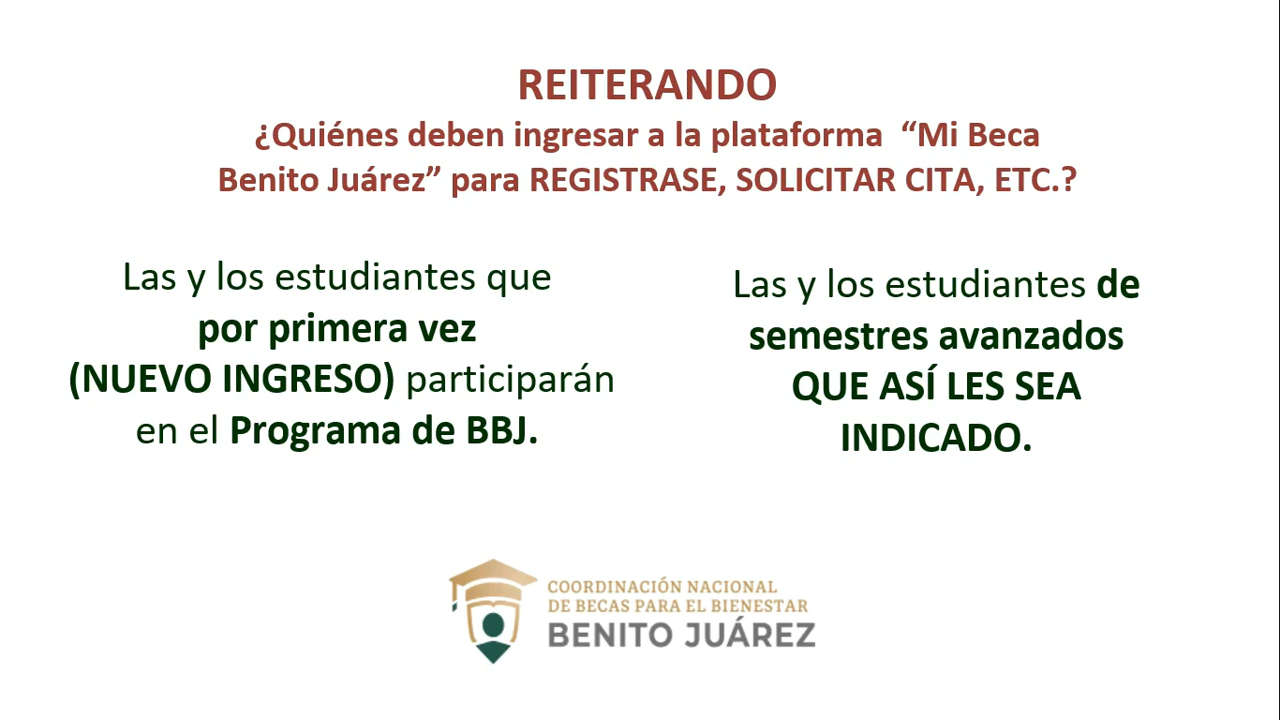 REITERANDO
¿Quiénes deben ingresar a la plataforma “Mi Beca
Benito Juárez” para REGISTRASE, SOLICITAR CITA, ETC.?
Las y los estudiantes que
por primera vez
(NUEVO INGRESO) participarán
en el Programa de BBJ.
Las y los estudiantes de
semestres avanzados
QUE ASÍ LES SEA
INDICADO.
COORDINACIÓN NACIONAL
DE BECAS PARA EL BIENESTAR
BENITO JUÁREZ